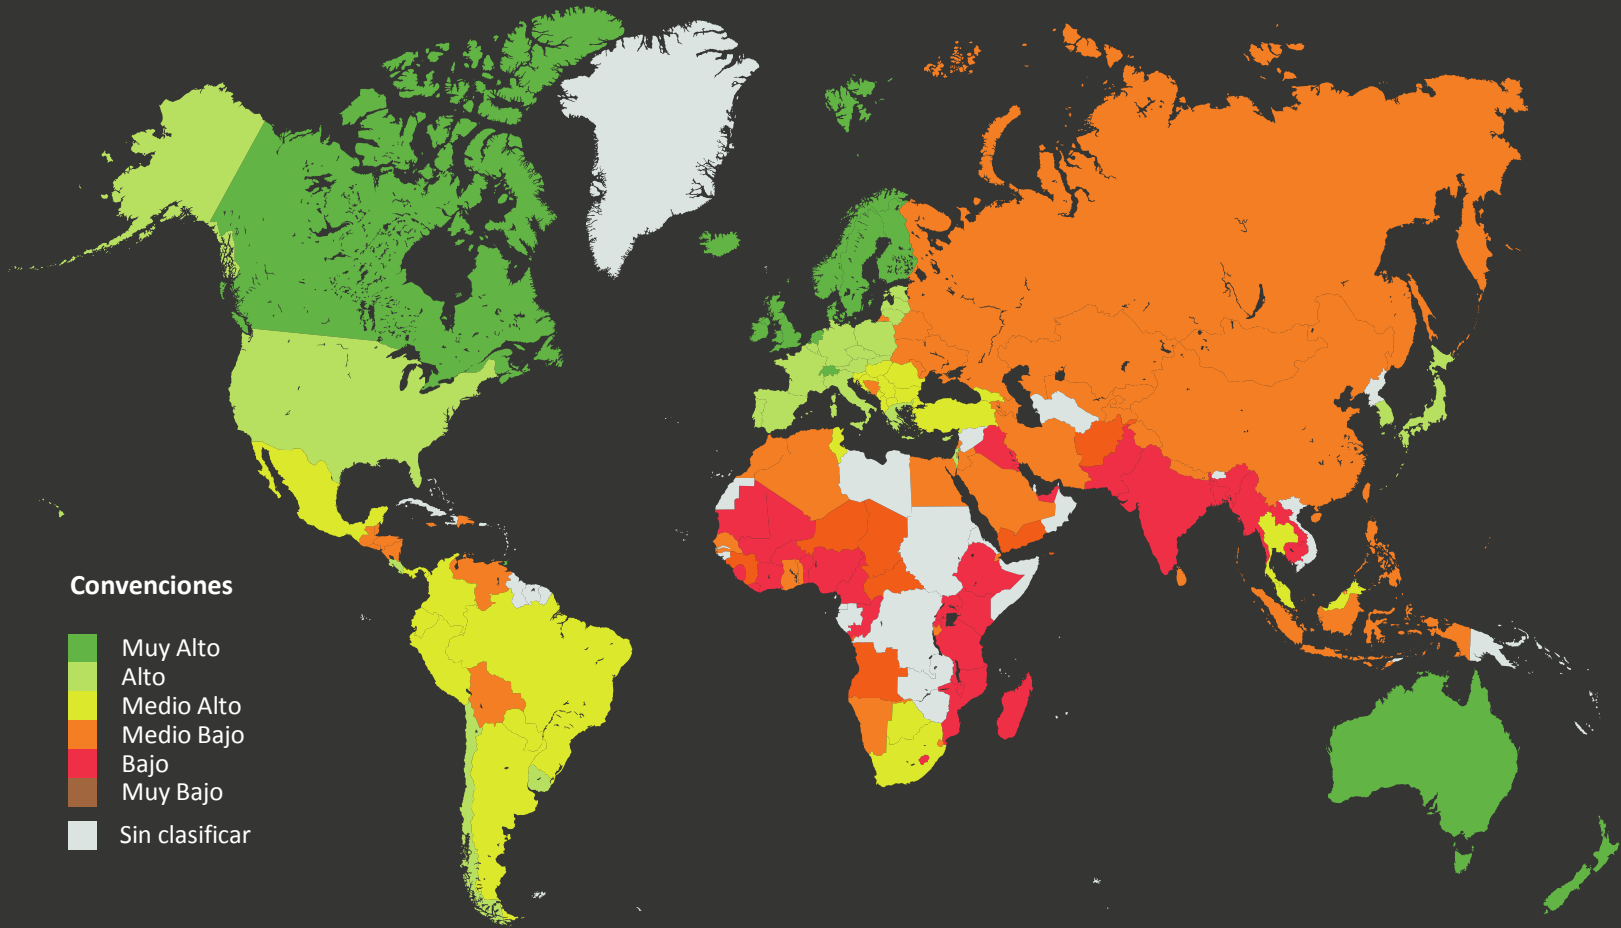 Convenciones
Muy Alto
Alto
Medio Alto
Medio Bajo
Bajo
Muy Bajo
Sin clasificar